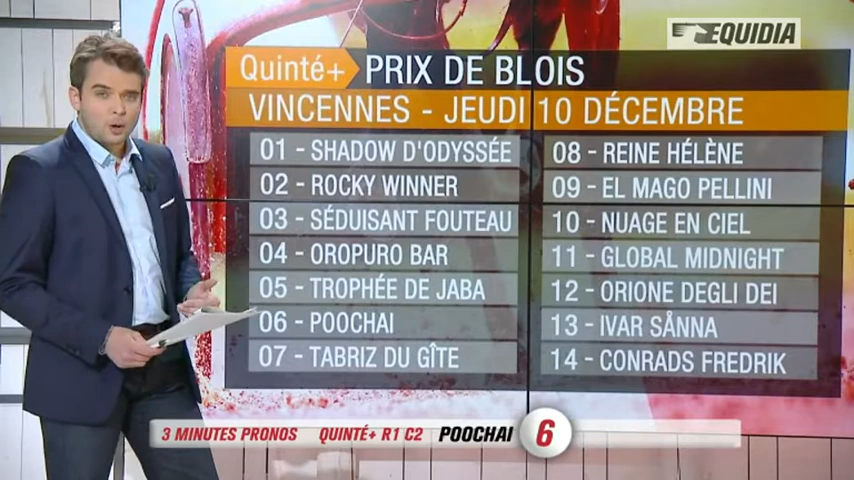 EQUIDIA
Quinté+ PRIX DE BLOIS
VINCENNES - JEUDI 10 DÉCEMBRE
01 - SHADOW D'ODYSSÉE
02 - ROCKY WINNER
03 - SÉDUISANT FOUTEAU
04 - OROPURO BAR
05 - TROPHÉE DE JABA
06 - POOCHAI
07 - TABRIZ DU GÎTE
08 - REINE HÉLÈNE
09 - EL MAGO PELLINI
10 - NUAGE EN CIEL
11 - GLOBAL MIDNIGHT
12 - ORIONE DEGLI DEI
13 - IVAR SÅNNA
14 - CONRADS FREDRIK
3 MINUTES PRONOS QUINTÉ+ R1 C2 POOCHAI 6